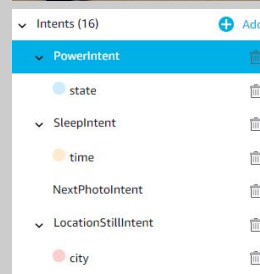 Intents (16) Add
PowerIntent
state
SleepIntent
time
NextPhotoIntent
LocationStillIntent
city